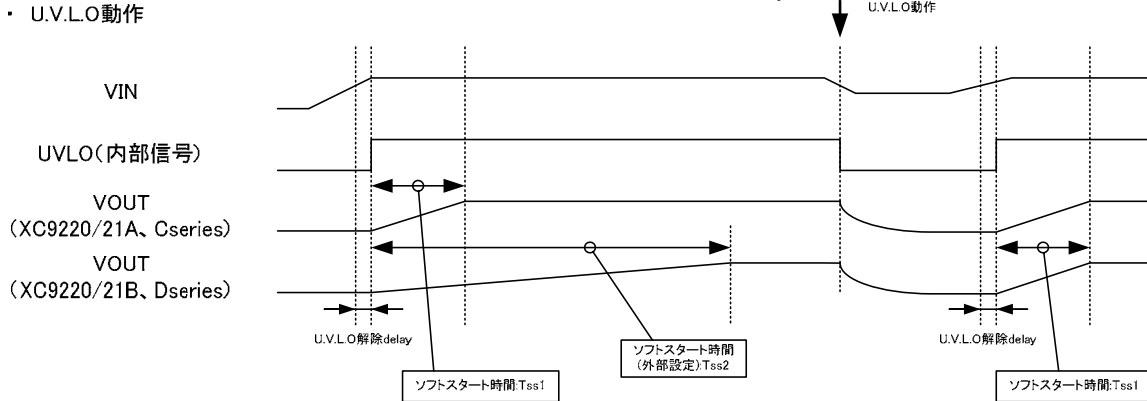 ・ U.V.L.O動作
U.V.L.O動作
VIN
UVLO(内部信号)
VOUT
(XC9220/21A、Cseries)
VOUT
(XC9220/21B、Dseries)
U.V.L.O解除delay
U.V.L.O解除delay
ソフトスタート時間
(外部設定):Tss2
ソフトスタート時間:Tss1
ソフトスタート時間:Tss1